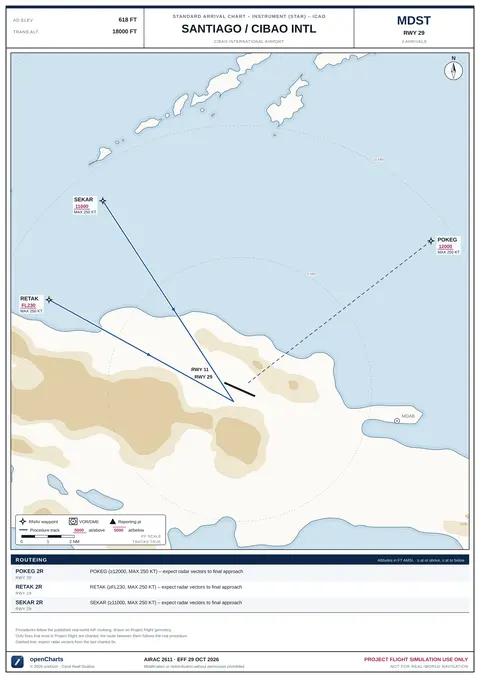 AD ELEV 618 FT
TRANS ALT 18000 FT
STANDARD ARRIVAL CHART - INSTRUMENT (STAR) - ICAO
SANTIAGO / CIBAO INTL
CIBAO INTERNATIONAL AIRPORT
MDST
RWY 29
3 ARRIVALS
N
SEKAR
11000
MAX 250 KT
POKEG
12000
MAX 250 KT
RETAK
FL230
MAX 250 KT
RWY 11
RWY 29
MDAB
RNAV waypoint
VOR/DME
Reporting pt
Procedure track
5000 at/above
5000 at/below
0 1 2 NM
ROUTEING
Altitudes in FT AMSL
POKEG 2R
RWY 29
POKEG (≥12000, MAX 250 KT) – expect radar vectors to final approach
RETAK 2R
RWY 29
RETAK (≥FL230, MAX 250 KT) – expect radar vectors to final approach
SEKAR 2R
RWY 29
SEKAR (≥11000, MAX 250 KT) – expect radar vectors to final approach
openCharts
AIRAC 2611 · EFF 29 OCT 2026
Modification or redistribution without permission prohibited
PROJECT FLIGHT SIMULATION USE ONLY
NOT FOR REAL-WORLD NAVIGATION